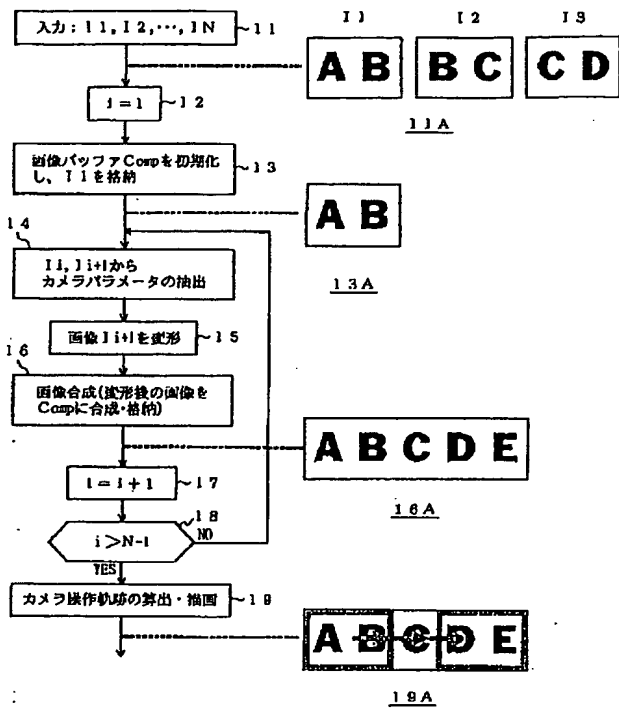 I1 I2 I3
入力：I1, I2, …, IN 11
A B B C C D
11A
i = 1 12
画像バッファCompを初期化
し、I1を格納 13
A B
13A
14
Ii, Ii+1から
カメラパラメータの抽出
画像Ii+1を変形 15
16
画像合成(変形後の画像を
Compに合成・格納)
A B C D E
16A
i = i + 1 17
18
i > N-1 NO
YES
カメラ操作軌跡の算出・描画 19
A B C D E
19A